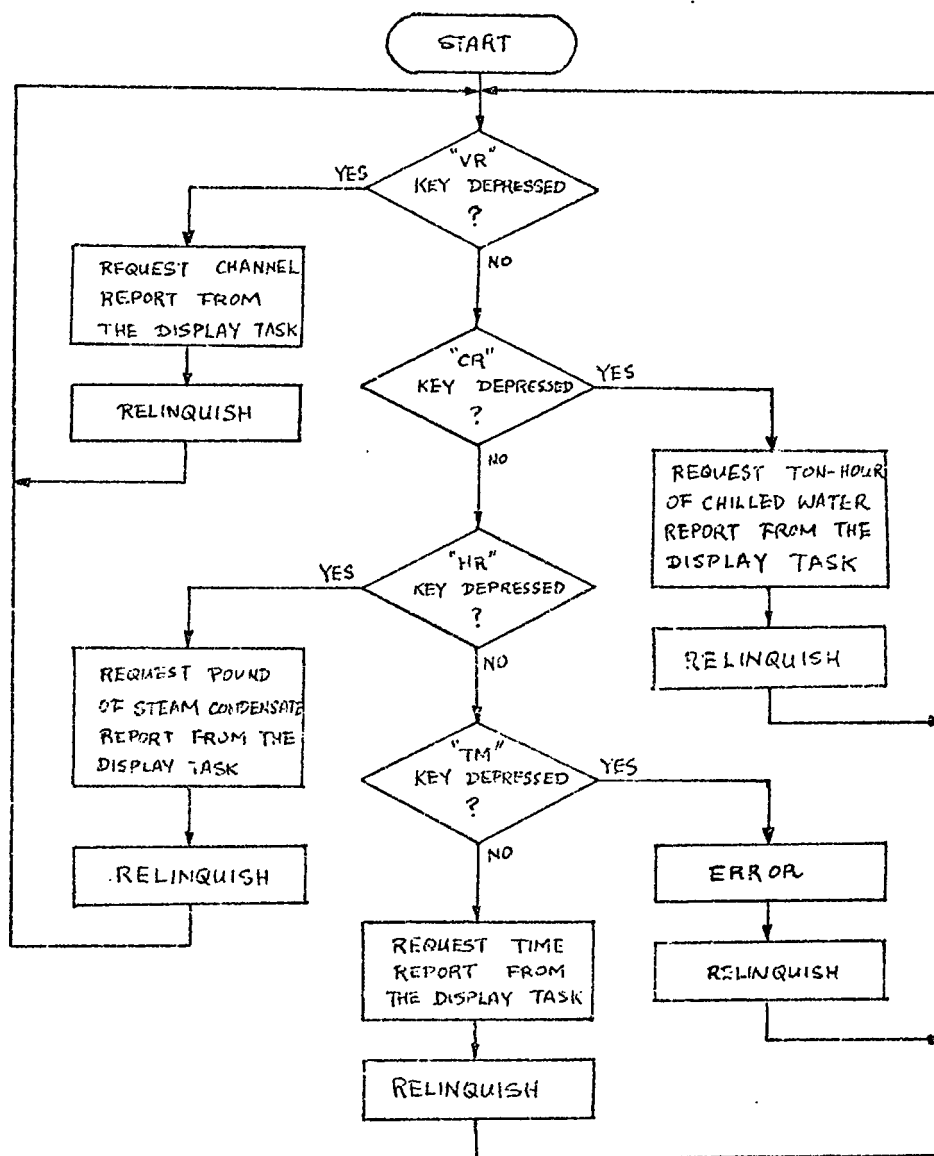 START
"VR"
KEY DEPRESSED
?
YES
NO
REQUEST CHANNEL
REPORT FROM
THE DISPLAY TASK
RELINQUISH
"CR"
KEY DEPRESSED
?
YES
NO
REQUEST TON-HOUR
OF CHILLED WATER
REPORT FROM THE
DISPLAY TASK
RELINQUISH
"HR"
KEY DEPRESSED
?
YES
NO
REQUEST POUND
OF STEAM CONDENSATE
REPORT FROM THE
DISPLAY TASK
RELINQUISH
"TM"
KEY DEPRESSED
?
YES
NO
ERROR
RELINQUISH
REQUEST TIME
REPORT FROM
THE DISPLAY TASK
RELINQUISH